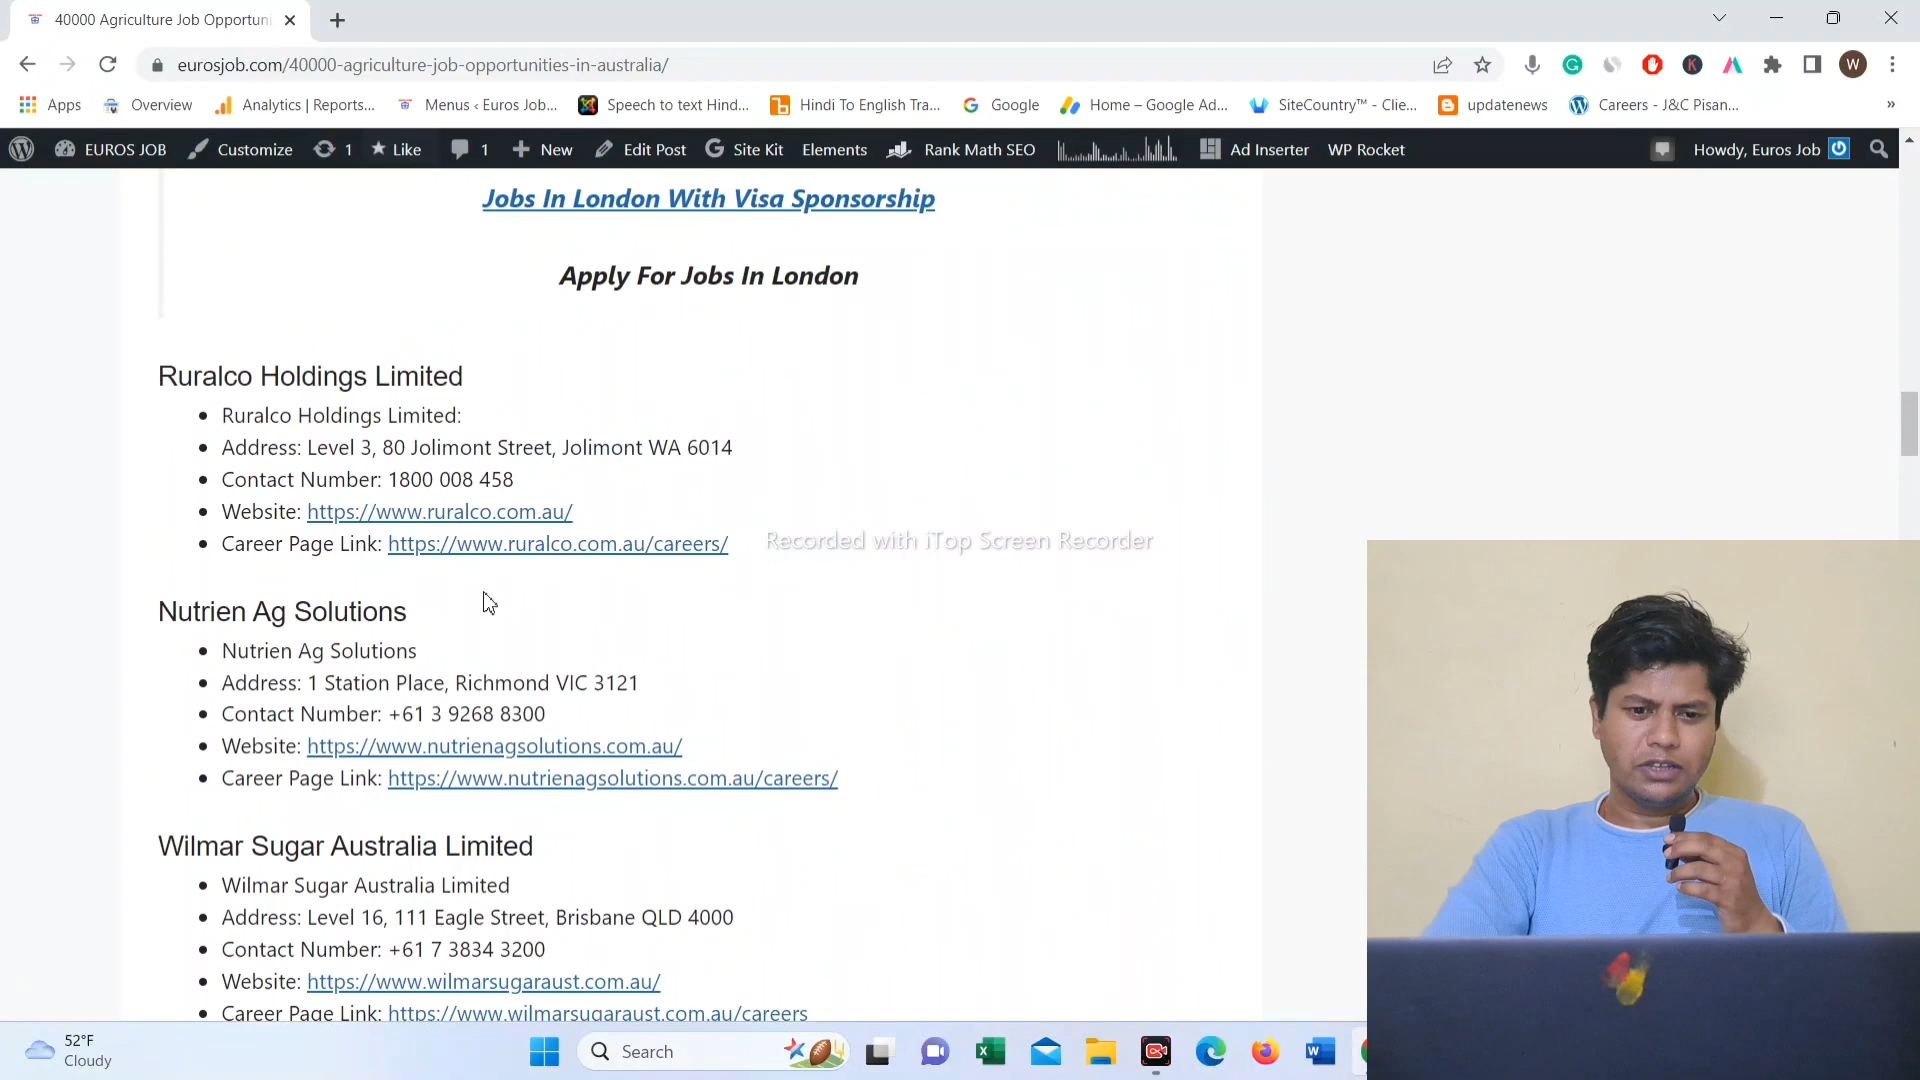 40000 Agriculture Job Opportuni
eurosjob.com/40000-agriculture-job-opportunities-in-australia/
W
Apps
Overview
Analytics | Reports...
Menus ‹ Euros Job...
Speech to text Hind...
Hindi To English Tra...
Google
Home – Google Ad...
SiteCountry™ - Clie...
updatenews
Careers - J&C Pisan...
»
EUROS JOB
Customize
1
Like
1
New
Edit Post
Site Kit
Elements
Rank Math SEO
Ad Inserter
WP Rocket
Howdy, Euros Job
Jobs In London With Visa Sponsorship
Apply For Jobs In London
Ruralco Holdings Limited
• Ruralco Holdings Limited:
• Address: Level 3, 80 Jolimont Street, Jolimont WA 6014
• Contact Number: 1800 008 458
• Website: https://www.ruralco.com.au/
• Career Page Link: https://www.ruralco.com.au/careers/
Recorded with iTop Screen Recorder
Nutrien Ag Solutions
• Nutrien Ag Solutions
• Address: 1 Station Place, Richmond VIC 3121
• Contact Number: +61 3 9268 8300
• Website: https://www.nutrienagsolutions.com.au/
• Career Page Link: https://www.nutrienagsolutions.com.au/careers/
Wilmar Sugar Australia Limited
• Wilmar Sugar Australia Limited
• Address: Level 16, 111 Eagle Street, Brisbane QLD 4000
• Contact Number: +61 7 3834 3200
• Website: https://www.wilmarsugaraust.com.au/
• Career Page Link: https://www.wilmarsugaraust.com.au/careers
52°F
Cloudy
Search